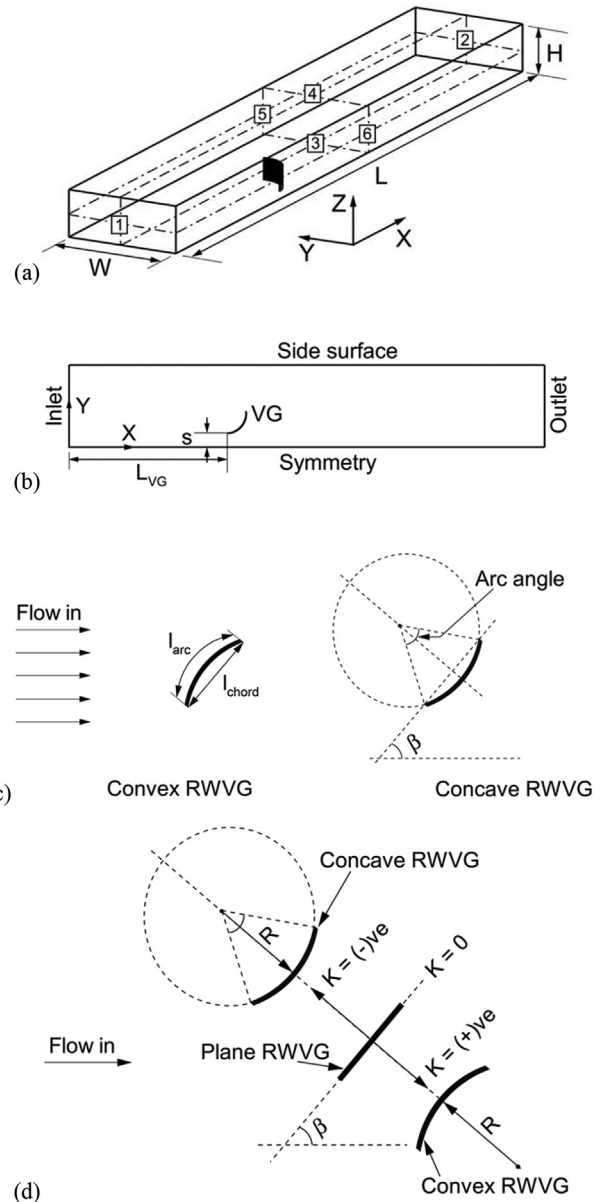 2
H
4
5
3
6
L
Z
Y
X
1
W
(a)
Side surface
Inlet
Y
VG
Outlet
X
s
Symmetry
L_VG
(b)
Arc angle
Flow in
l_arc
l_chord
β
c)
Convex RWVG
Concave RWVG
Concave RWVG
R
K = (-)ve
K = 0
Flow in
Plane RWVG
K = (+)ve
β
R
Convex RWVG
(d)